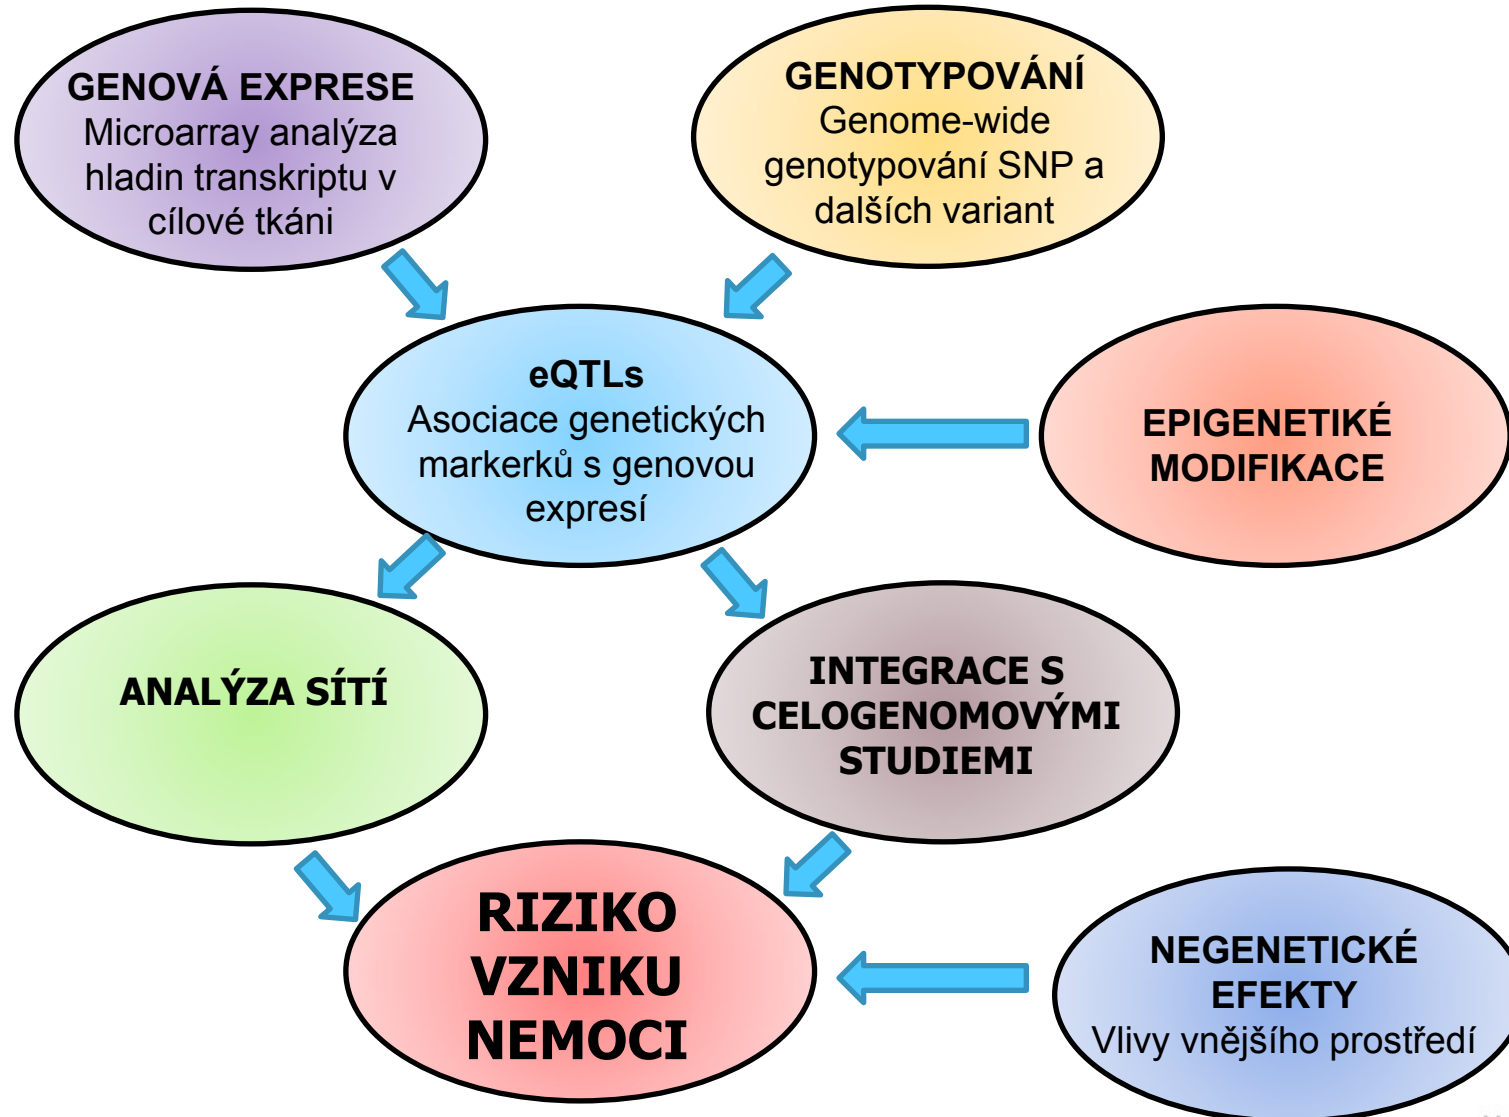 GENOVÁ EXPRESE
Microarray analýza
hladin transkriptu v
cílové tkáni
GENOTYPOVÁNÍ
Genome-wide
genotypování SNP a
dalších variant
eQTLs
Asociace genetických
markerků s genovou
expresí
EPIGENETIKÉ
MODIFIKACE
ANALÝZA SÍTÍ
INTEGRACE S
CELOGENOMOVÝMI
STUDIEMI
RIZIKO
VZNIKU
NEMOCI
NEGENETICKÉ
EFEKTY
Vlivy vnějšího prostředí